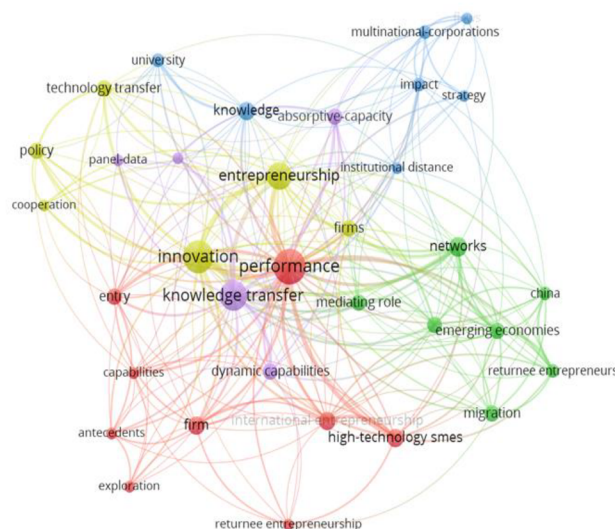 multinational-corporations
university
technology transfer
impact
strategy
knowledge
absorptive-capacity
policy
panel-data
entrepreneurship
institutional distance
cooperation
firms
innovation
networks
performance
entry
knowledge transfer
mediating role
china
emerging economies
capabilities
dynamic capabilities
returnee entrepreneurs
migration
antecedents
firm
international entrepreneurship
high-technology smes
exploration
returnee entrepreneurship